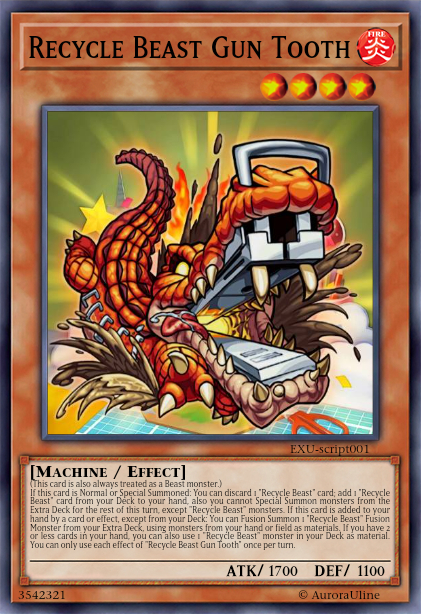 RECYCLE BEAST GUN TOOTH
FIRE
炎
EXU-script001
[MACHINE / EFFECT]
(This card is also always treated as a Beast monster.)
If this card is Normal or Special Summoned: You can discard 1 "Recycle Beast" card; add 1 "Recycle
Beast" card from your Deck to your hand, also you cannot Special Summon monsters from the
Extra Deck for the rest of this turn, except "Recycle Beast" monsters. If this card is added to your
hand by a card or effect, except from your Deck: You can Fusion Summon 1 "Recycle Beast" Fusion
Monster from your Extra Deck, using monsters from your hand or field as materials. If you have 2
or less cards in your hand, you can also use 1 "Recycle Beast" monster in your Deck as material.
You can only use each effect of "Recycle Beast Gun Tooth" once per turn.
ATK/ 1700 DEF/ 1100
3542321
© AuroraUline